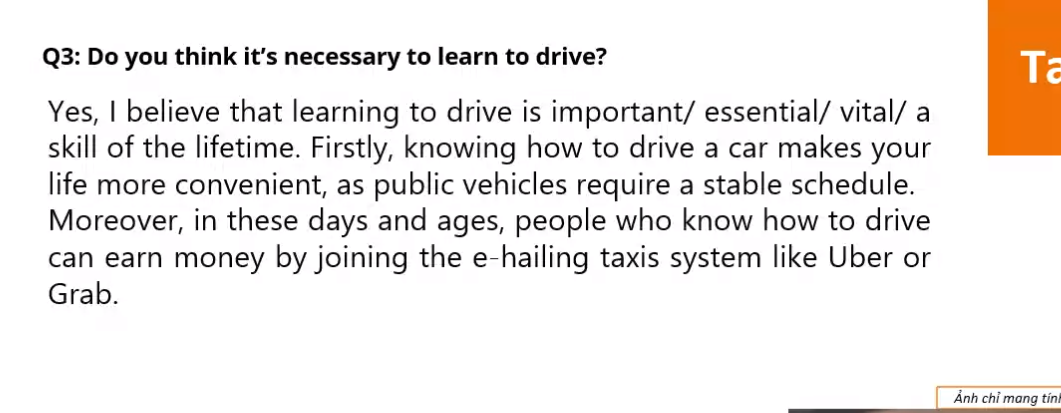 Q3: Do you think it's necessary to learn to drive?
Yes, I believe that learning to drive is important/ essential/ vital/ a
skill of the lifetime. Firstly, knowing how to drive a car makes your
life more convenient, as public vehicles require a stable schedule.
Moreover, in these days and ages, people who know how to drive
can earn money by joining the e-hailing taxis system like Uber or
Grab.
Ảnh chỉ mang